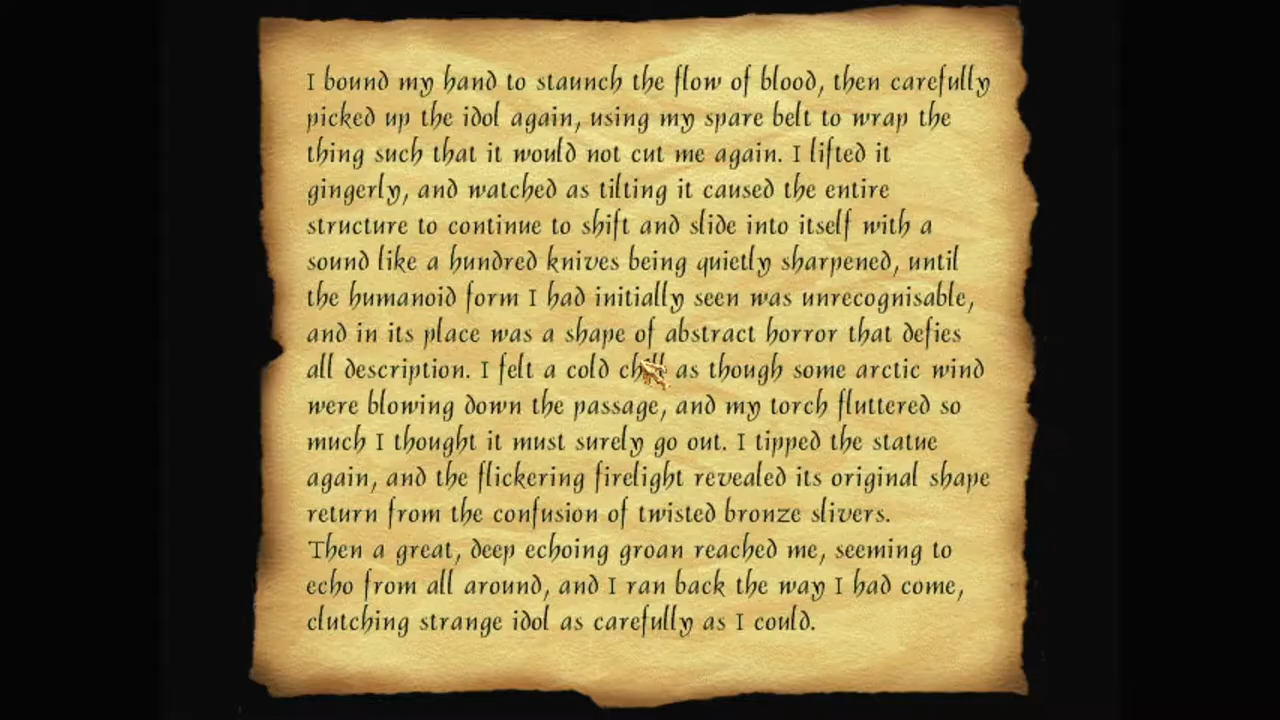 I bound my hand to staunch the flow of blood, then carefully
picked up the idol again, using my spare belt to wrap the
thing such that it would not cut me again. I lifted it
gingerly, and watched as tilting it caused the entire
structure to continue to shift and slide into itself with a
sound like a hundred knives being quietly sharpened, until
the humanoid form I had initially seen was unrecognisable,
and in its place was a shape of abstract horror that defies
all description. I felt a cold chill as though some arctic wind
were blowing down the passage, and my torch fluttered so
much I thought it must surely go out. I tipped the statue
again, and the flickering firelight revealed its original shape
return from the confusion of twisted bronze slivers.
Then a great, deep echoing groan reached me, seeming to
echo from all around, and I ran back the way I had come,
clutching strange idol as carefully as I could.